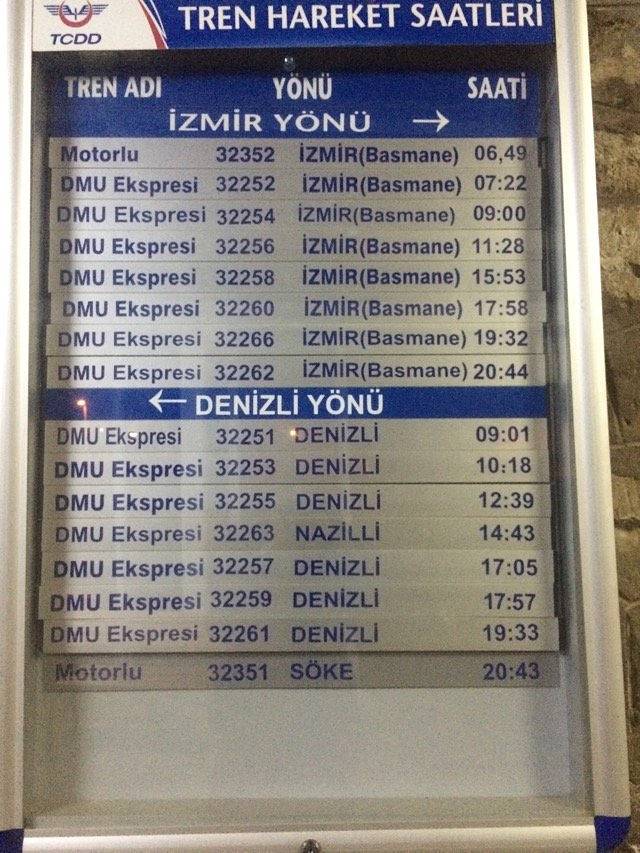 TCDD
TREN HAREKET SAATLERİ
TREN ADI YÖNÜ SAATİ
İZMİR YÖNÜ →
Motorlu 32352 İZMİR(Basmane) 06,49
DMU Ekspresi 32252 İZMİR(Basmane) 07:22
DMU Ekspresi 32254 İZMİR(Basmane) 09:00
DMU Ekspresi 32256 İZMİR(Basmane) 11:28
DMU Ekspresi 32258 İZMİR(Basmane) 15:53
DMU Ekspresi 32260 İZMİR(Basmane) 17:58
DMU Ekspresi 32266 İZMİR(Basmane) 19:32
DMU Ekspresi 32262 İZMİR(Basmane) 20:44
← DENİZLİ YÖNÜ
DMU Ekspresi 32251 DENİZLİ 09:01
DMU Ekspresi 32253 DENİZLİ 10:18
DMU Ekspresi 32255 DENİZLİ 12:39
DMU Ekspresi 32263 NAZİLLİ 14:43
DMU Ekspresi 32257 DENİZLİ 17:05
DMU Ekspresi 32259 DENİZLİ 17:57
DMU Ekspresi 32261 DENİZLİ 19:33
Motorlu 32351 SÖKE 20:43